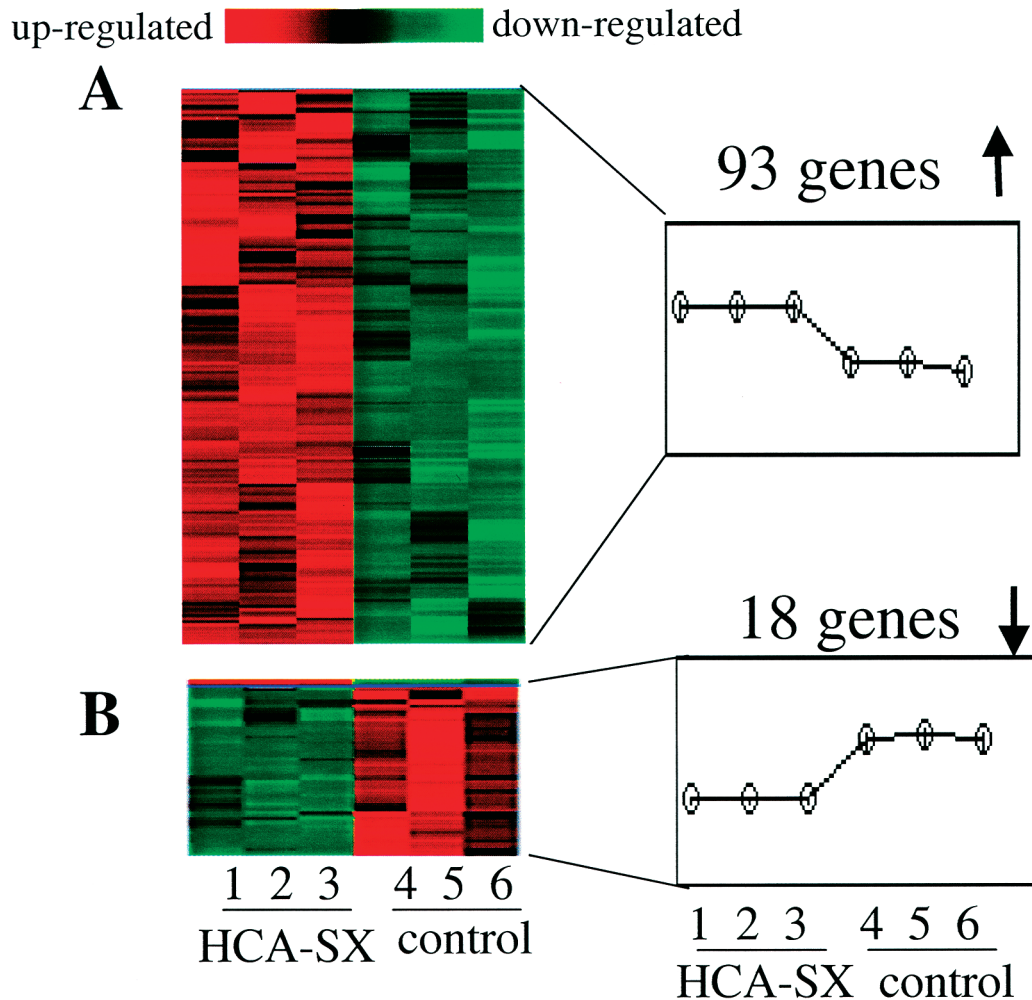 up-regulated down-regulated
A
93 genes
18 genes
B
1 2 3 4 5 6
HCA-SX control
1 2 3 4 5 6
HCA-SX control